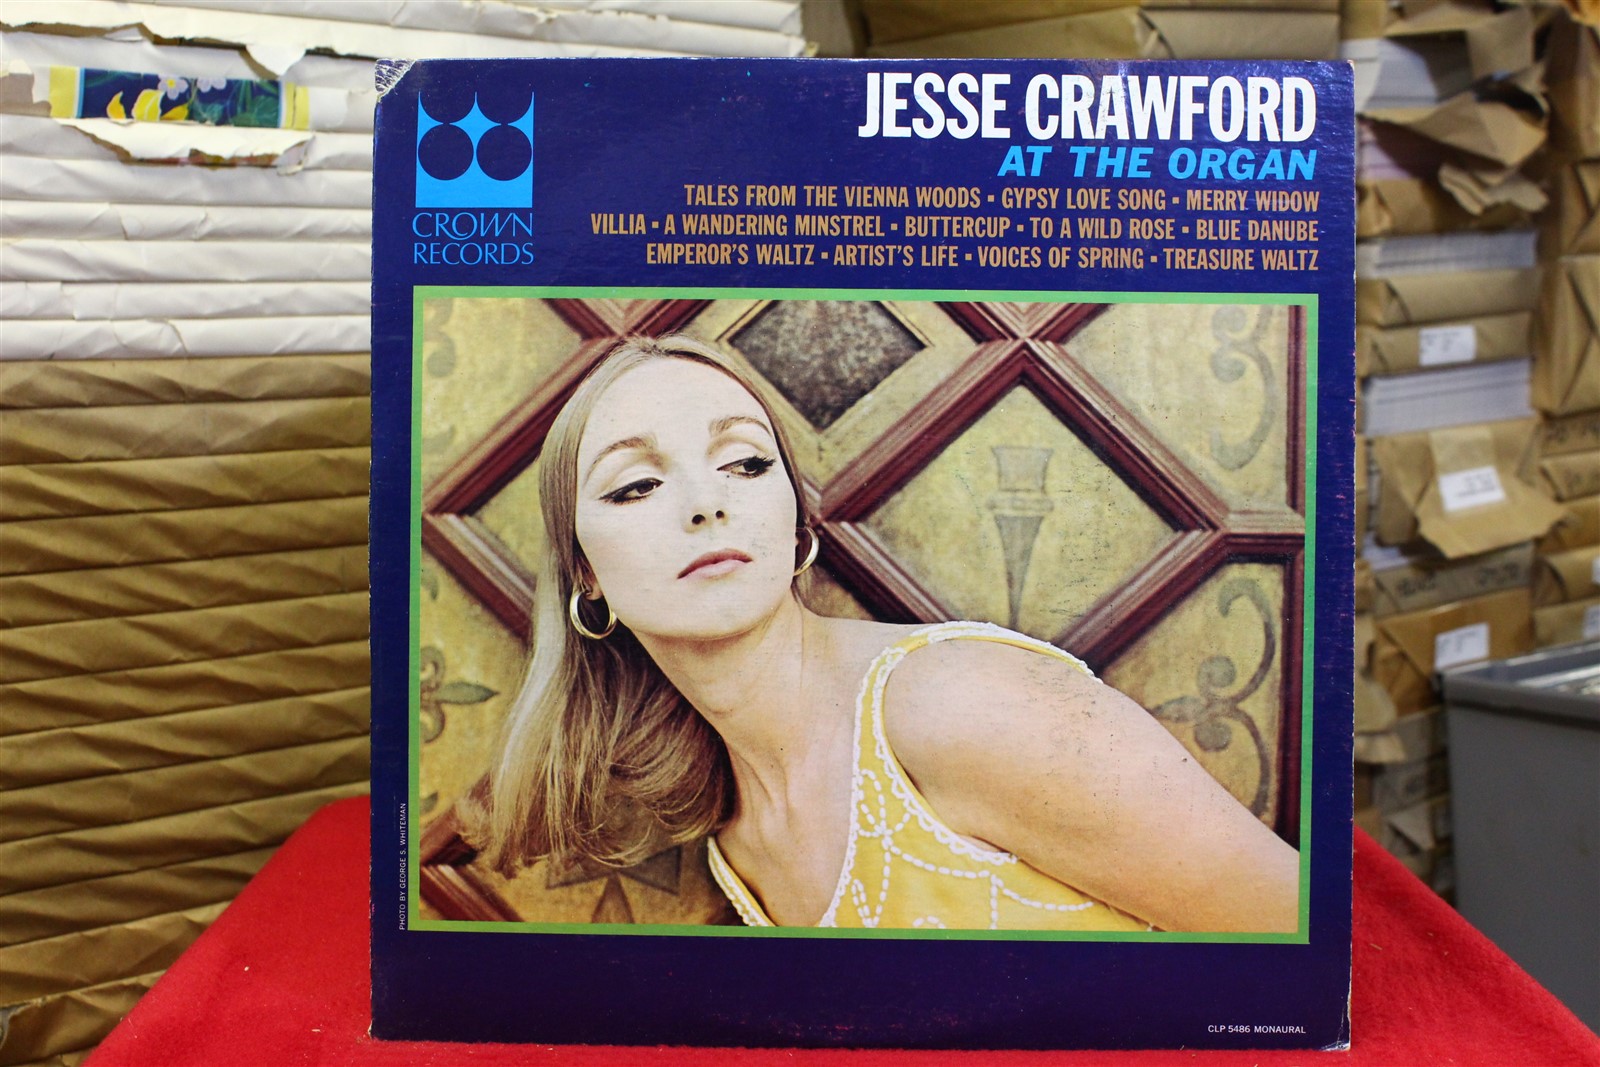 JESSE CRAWFORD
AT THE ORGAN
TALES FROM THE VIENNA WOODS ▪ GYPSY LOVE SONG ▪ MERRY WIDOW
VILLIA ▪ A WANDERING MINSTREL ▪ BUTTERCUP ▪ TO A WILD ROSE ▪ BLUE DANUBE
EMPEROR'S WALTZ ▪ ARTIST'S LIFE ▪ VOICES OF SPRING ▪ TREASURE WALTZ
CROWN
RECORDS
PHOTO BY GEORGE S. WHITEMAN
CLP 5486 MONAURAL